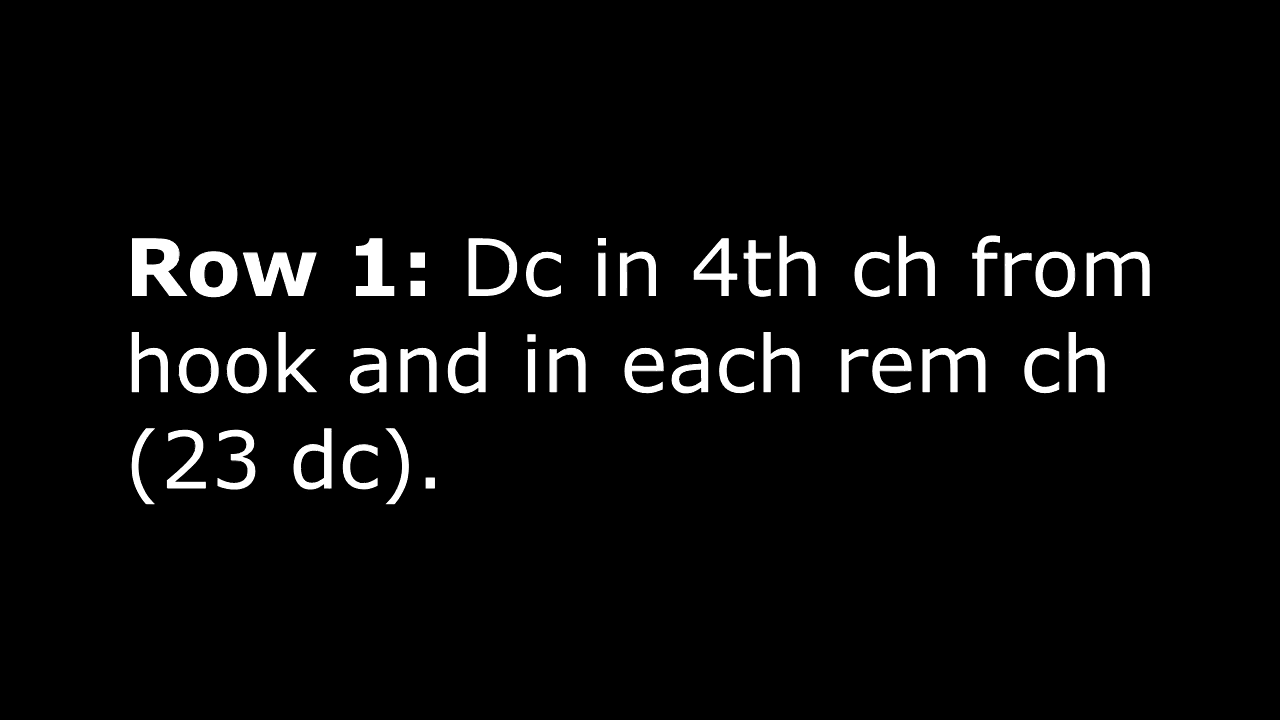 Row 1: Dc in 4th ch from
hook and in each rem ch
(23 dc).